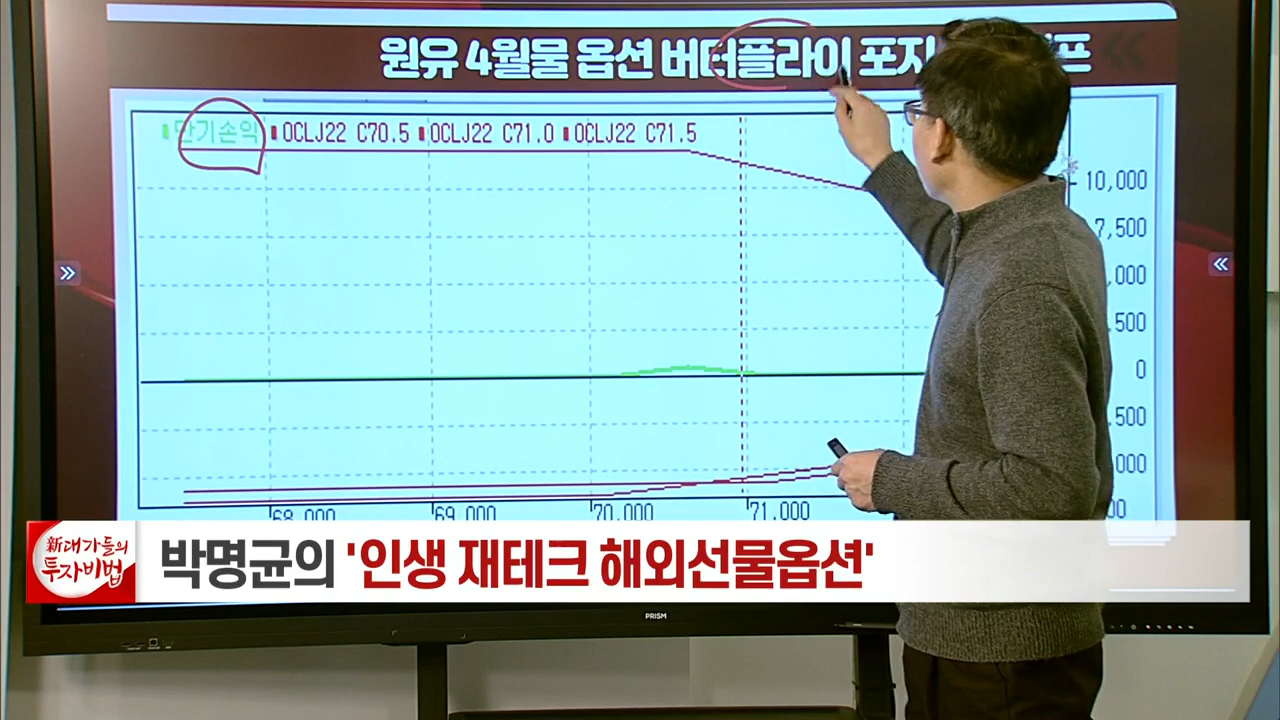 원유 4월물 옵션 버터플라이
만기손익 OCLJ22 C70.5 OCLJ22 C71.0 OCLJ22 C71.5
10,000
7,500
,000
,500
0
,500
,000
00
68,000 69,000 70,000 71,000
新대가들의
투자비법
박명균의 '인생 재테크 해외선물옵션'
PRISM